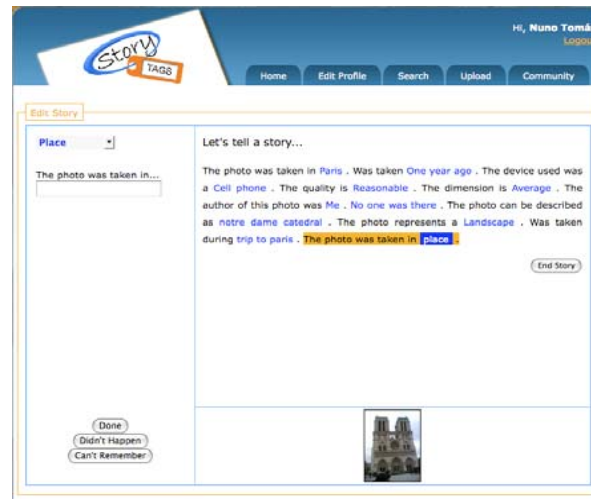 Story
TAGS
Hi, Nuno Tomá
Logou
Home Edit Profile Search Upload Community
Edit Story
Place
The photo was taken in...
Done
Didn't Happen
Can't Remember
Let's tell a story...
The photo was taken in Paris . Was taken One year ago . The device used was
a Cell phone . The quality is Reasonable . The dimension is Average . The
author of this photo was Me . No one was there . The photo can be described
as notre dame catedral . The photo represents a Landscape . Was taken
during trip to paris . The photo was taken in place .
End Story